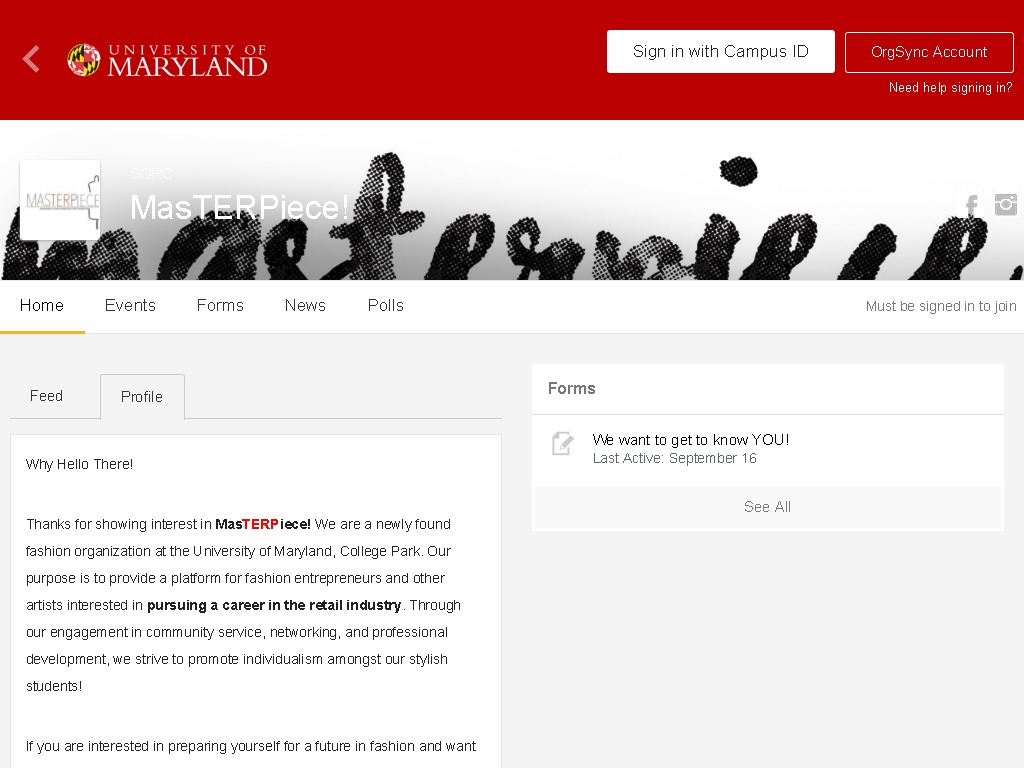 UNIVERSITY OF
MARYLAND
Sign in with Campus ID
OrgSync Account
Need help signing in?
SORC
MasTERPiece!
MASTERPIECE
masterpiece
Home
Events
Forms
News
Polls
Must be signed in to join
Feed
Profile
Why Hello There!
Thanks for showing interest in MasTERPiece! We are a newly found
fashion organization at the University of Maryland, College Park. Our
purpose is to provide a platform for fashion entrepreneurs and other
artists interested in pursuing a career in the retail industry. Through
our engagement in community service, networking, and professional
development, we strive to promote individualism amongst our stylish
students!
If you are interested in preparing yourself for a future in fashion and want
Forms
We want to get to know YOU!
Last Active: September 16
See All